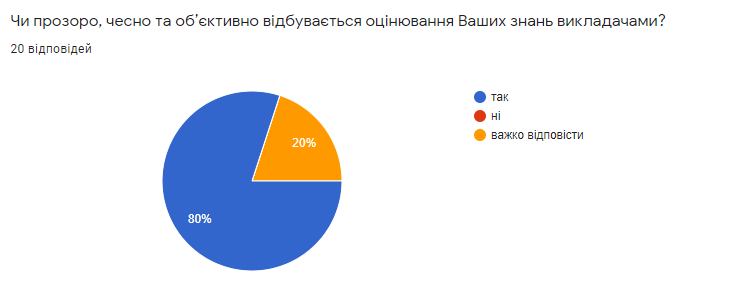 Чи прозоро, чесно та об'єктивно відбувається оцінювання Ваших знань викладачами?
20 відповідей
так
ні
важко відповісти
20%
80%